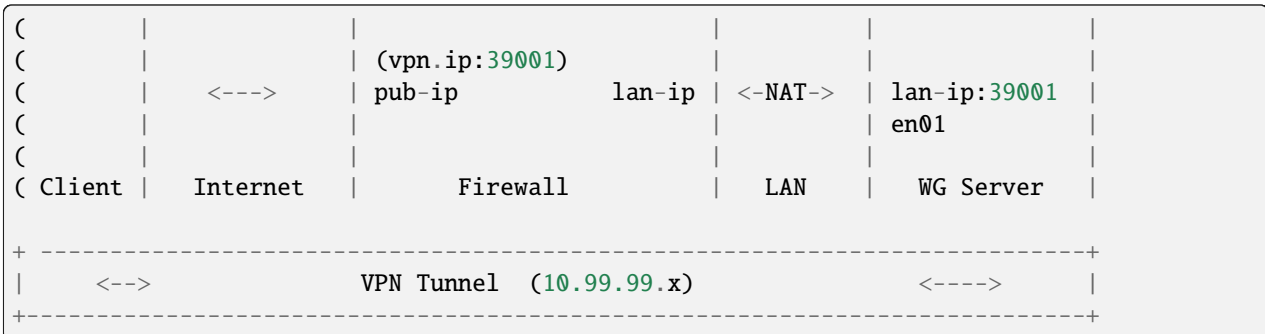 (        |              |                         |          |               |
(        |              | (vpn.ip:39001)          |          |               |
(        |    <--->     | pub-ip           lan-ip | <-NAT->  | lan-ip:39001  |
(        |              |                         |          | en01          |
(        |              |                         |          |               |
( Client |   Internet   |       Firewall          |   LAN    |   WG Server   |
+ --------------------------------------------------------------------------+
|     <-->               VPN Tunnel  (10.99.99.x)                <---->      |
+---------------------------------------------------------------------------+